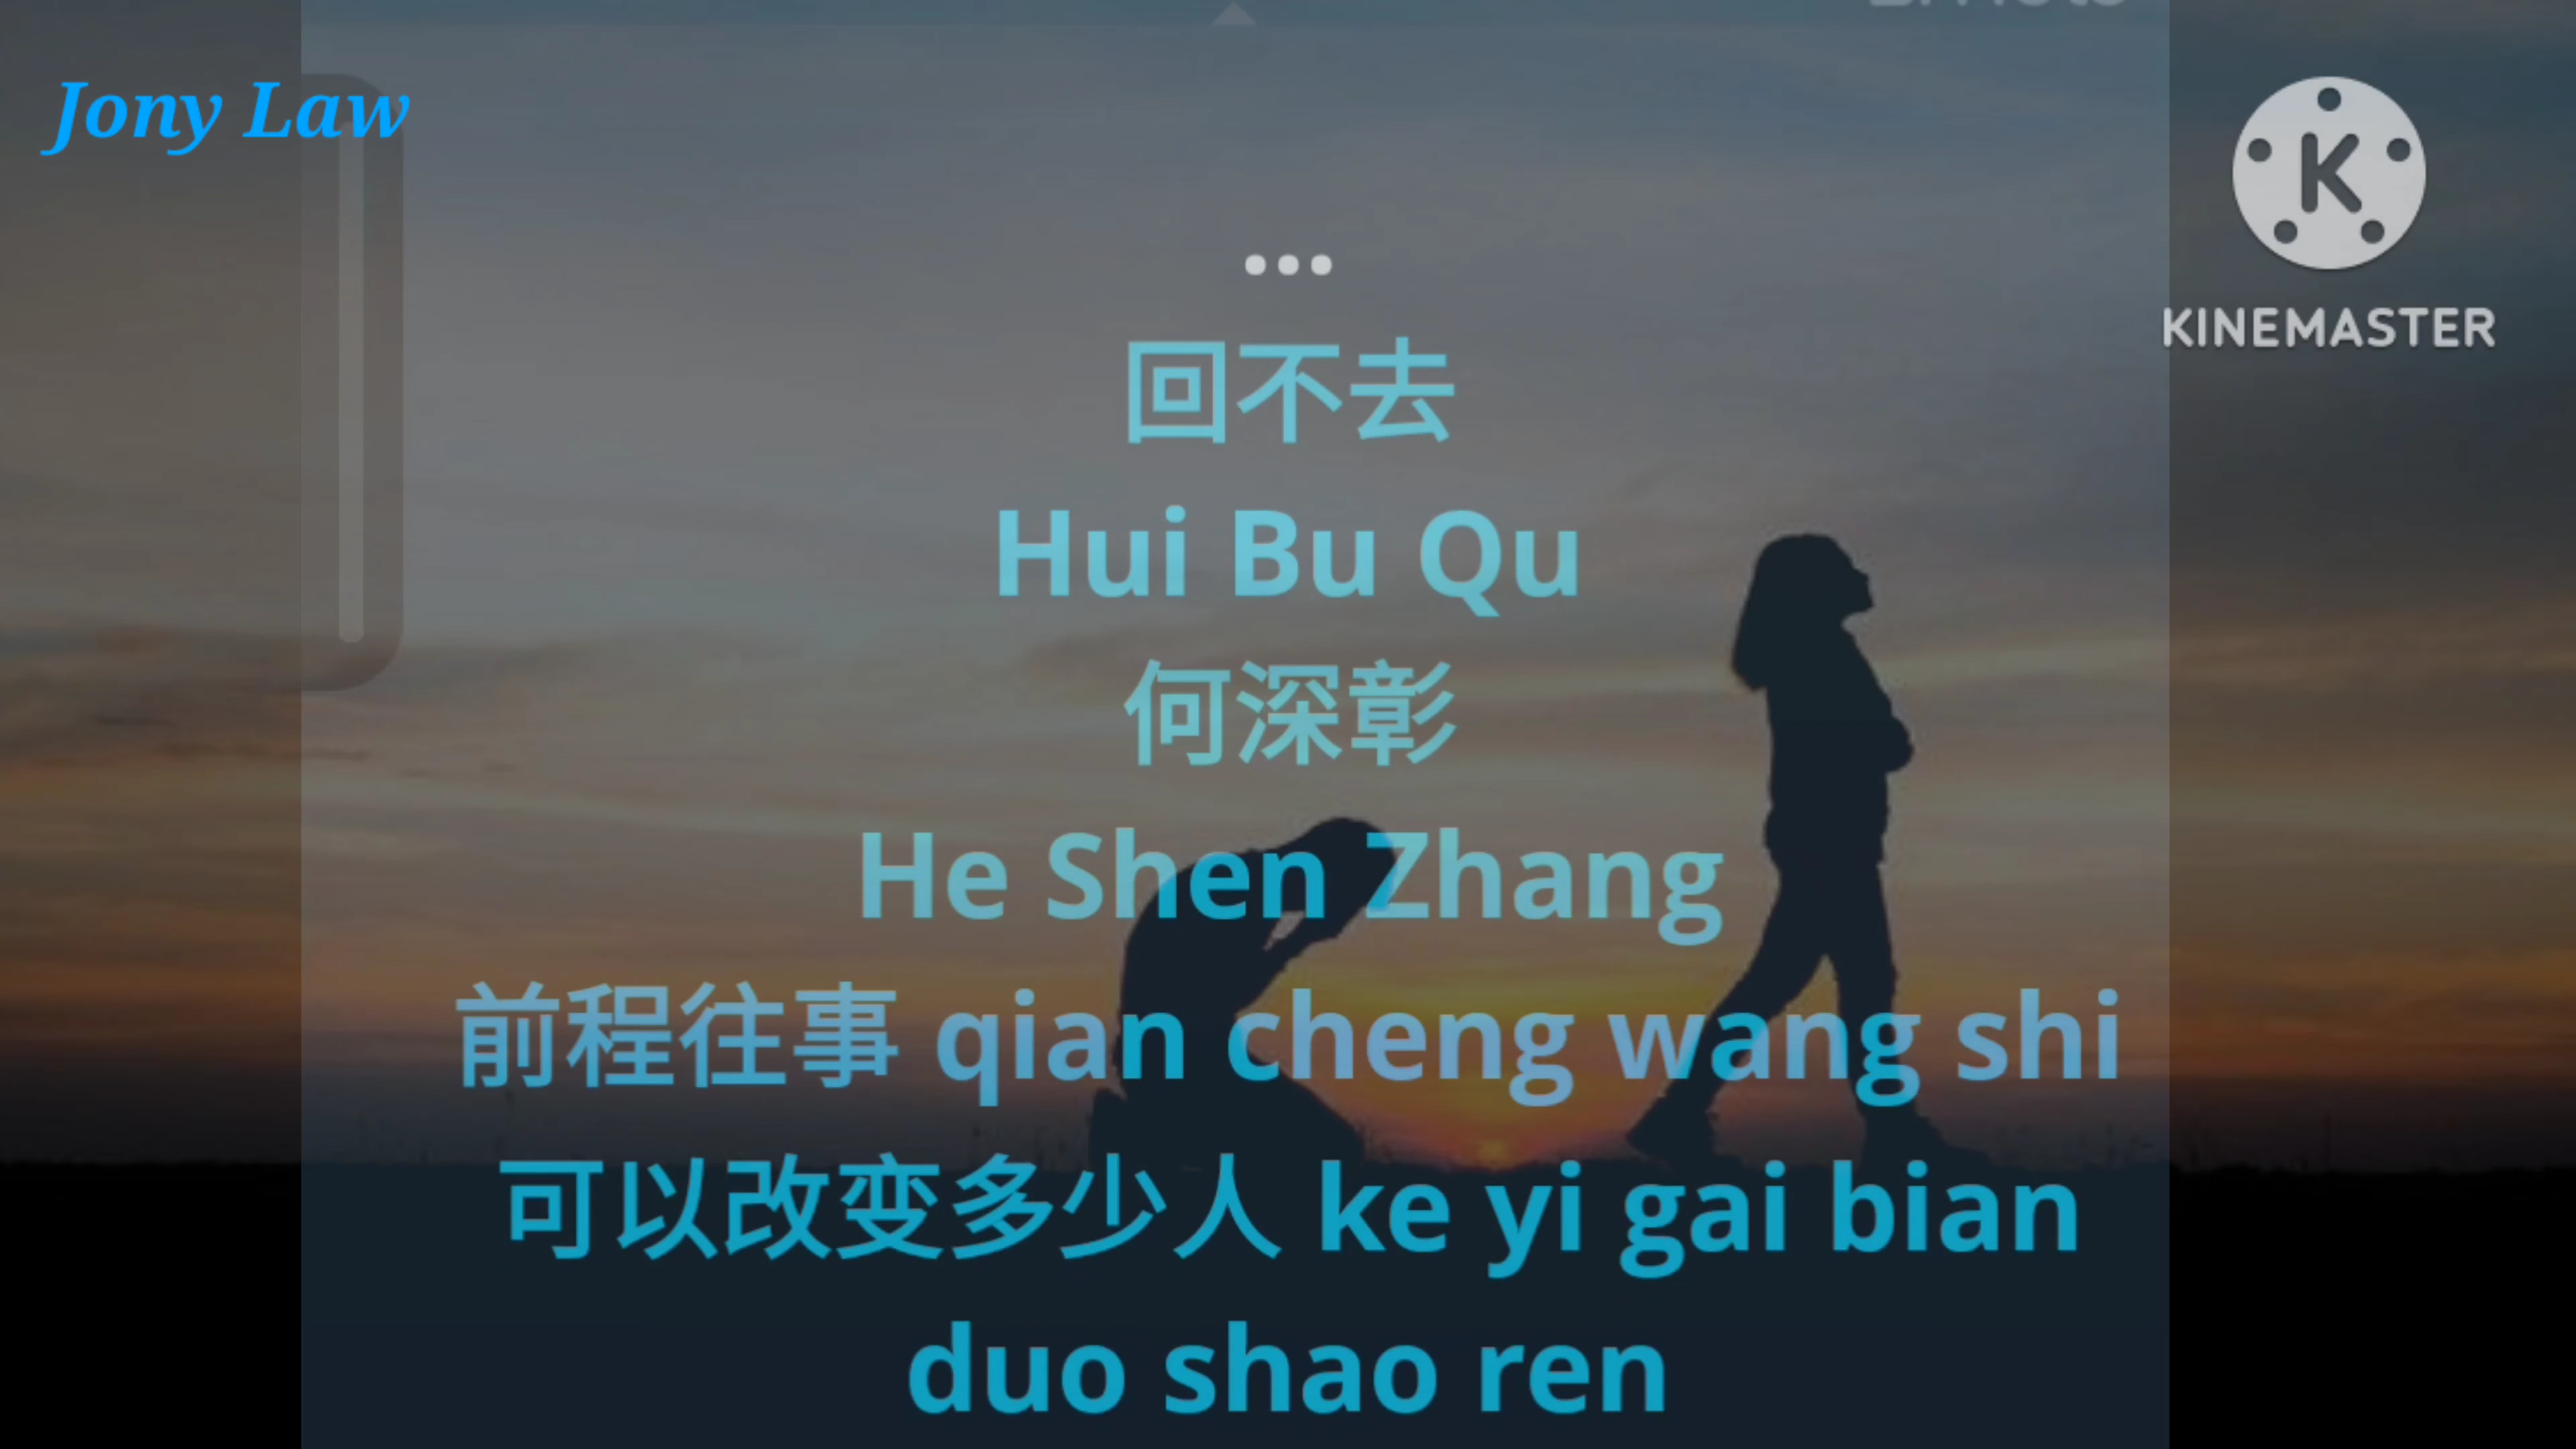 Jony Law
K
KINEMASTER
回不去
Hui Bu Qu
何深彰
He Shen Zhang
前程往事 qian cheng wang shi
可以改变多少人 ke yi gai bian
duo shao ren